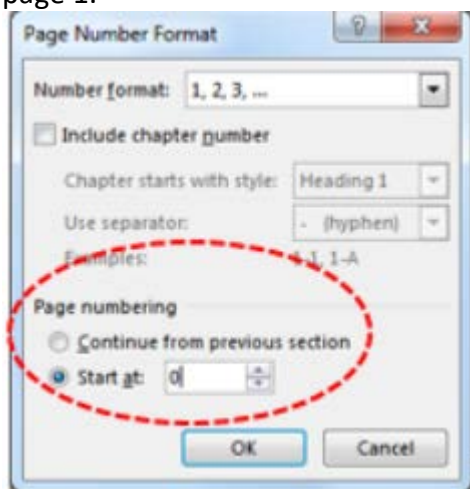 page 1.
Page Number Format
Number format: 1, 2, 3, ...
Include chapter number
Chapter starts with style: Heading 1
Use separator: - (hyphen)
Examples: 1-1, 1-A
Page numbering
Continue from previous section
Start at: 0
OK Cancel